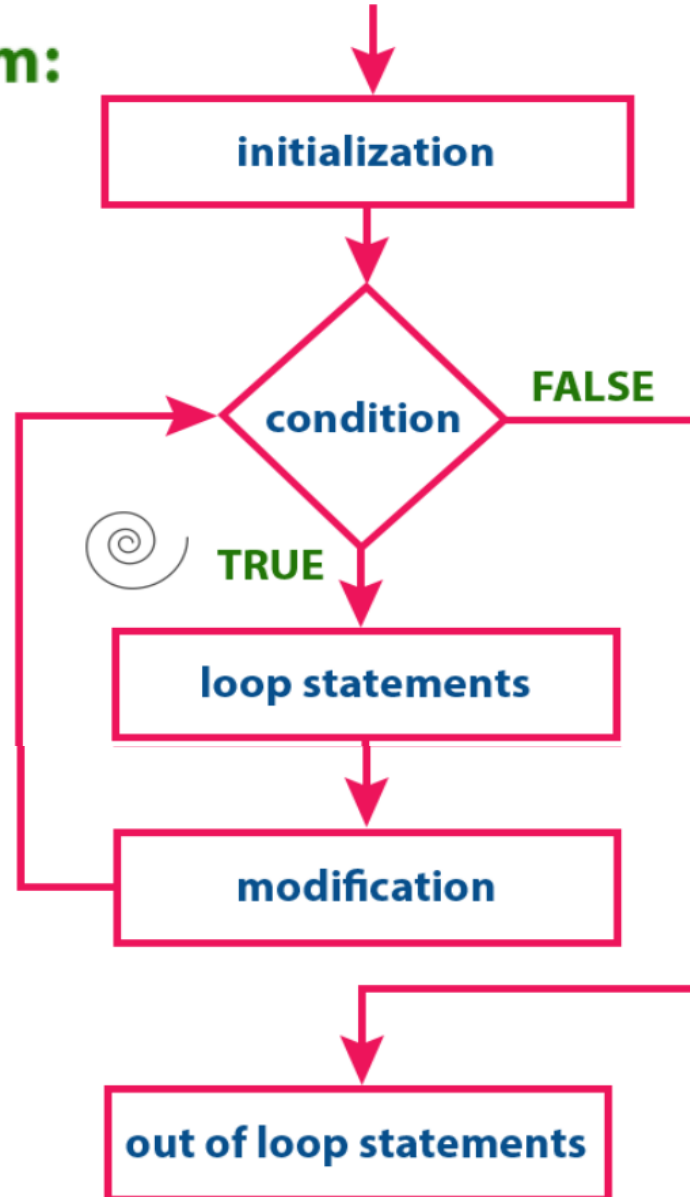 m:
initialization
condition
FALSE
TRUE
loop statements
modification
out of loop statements